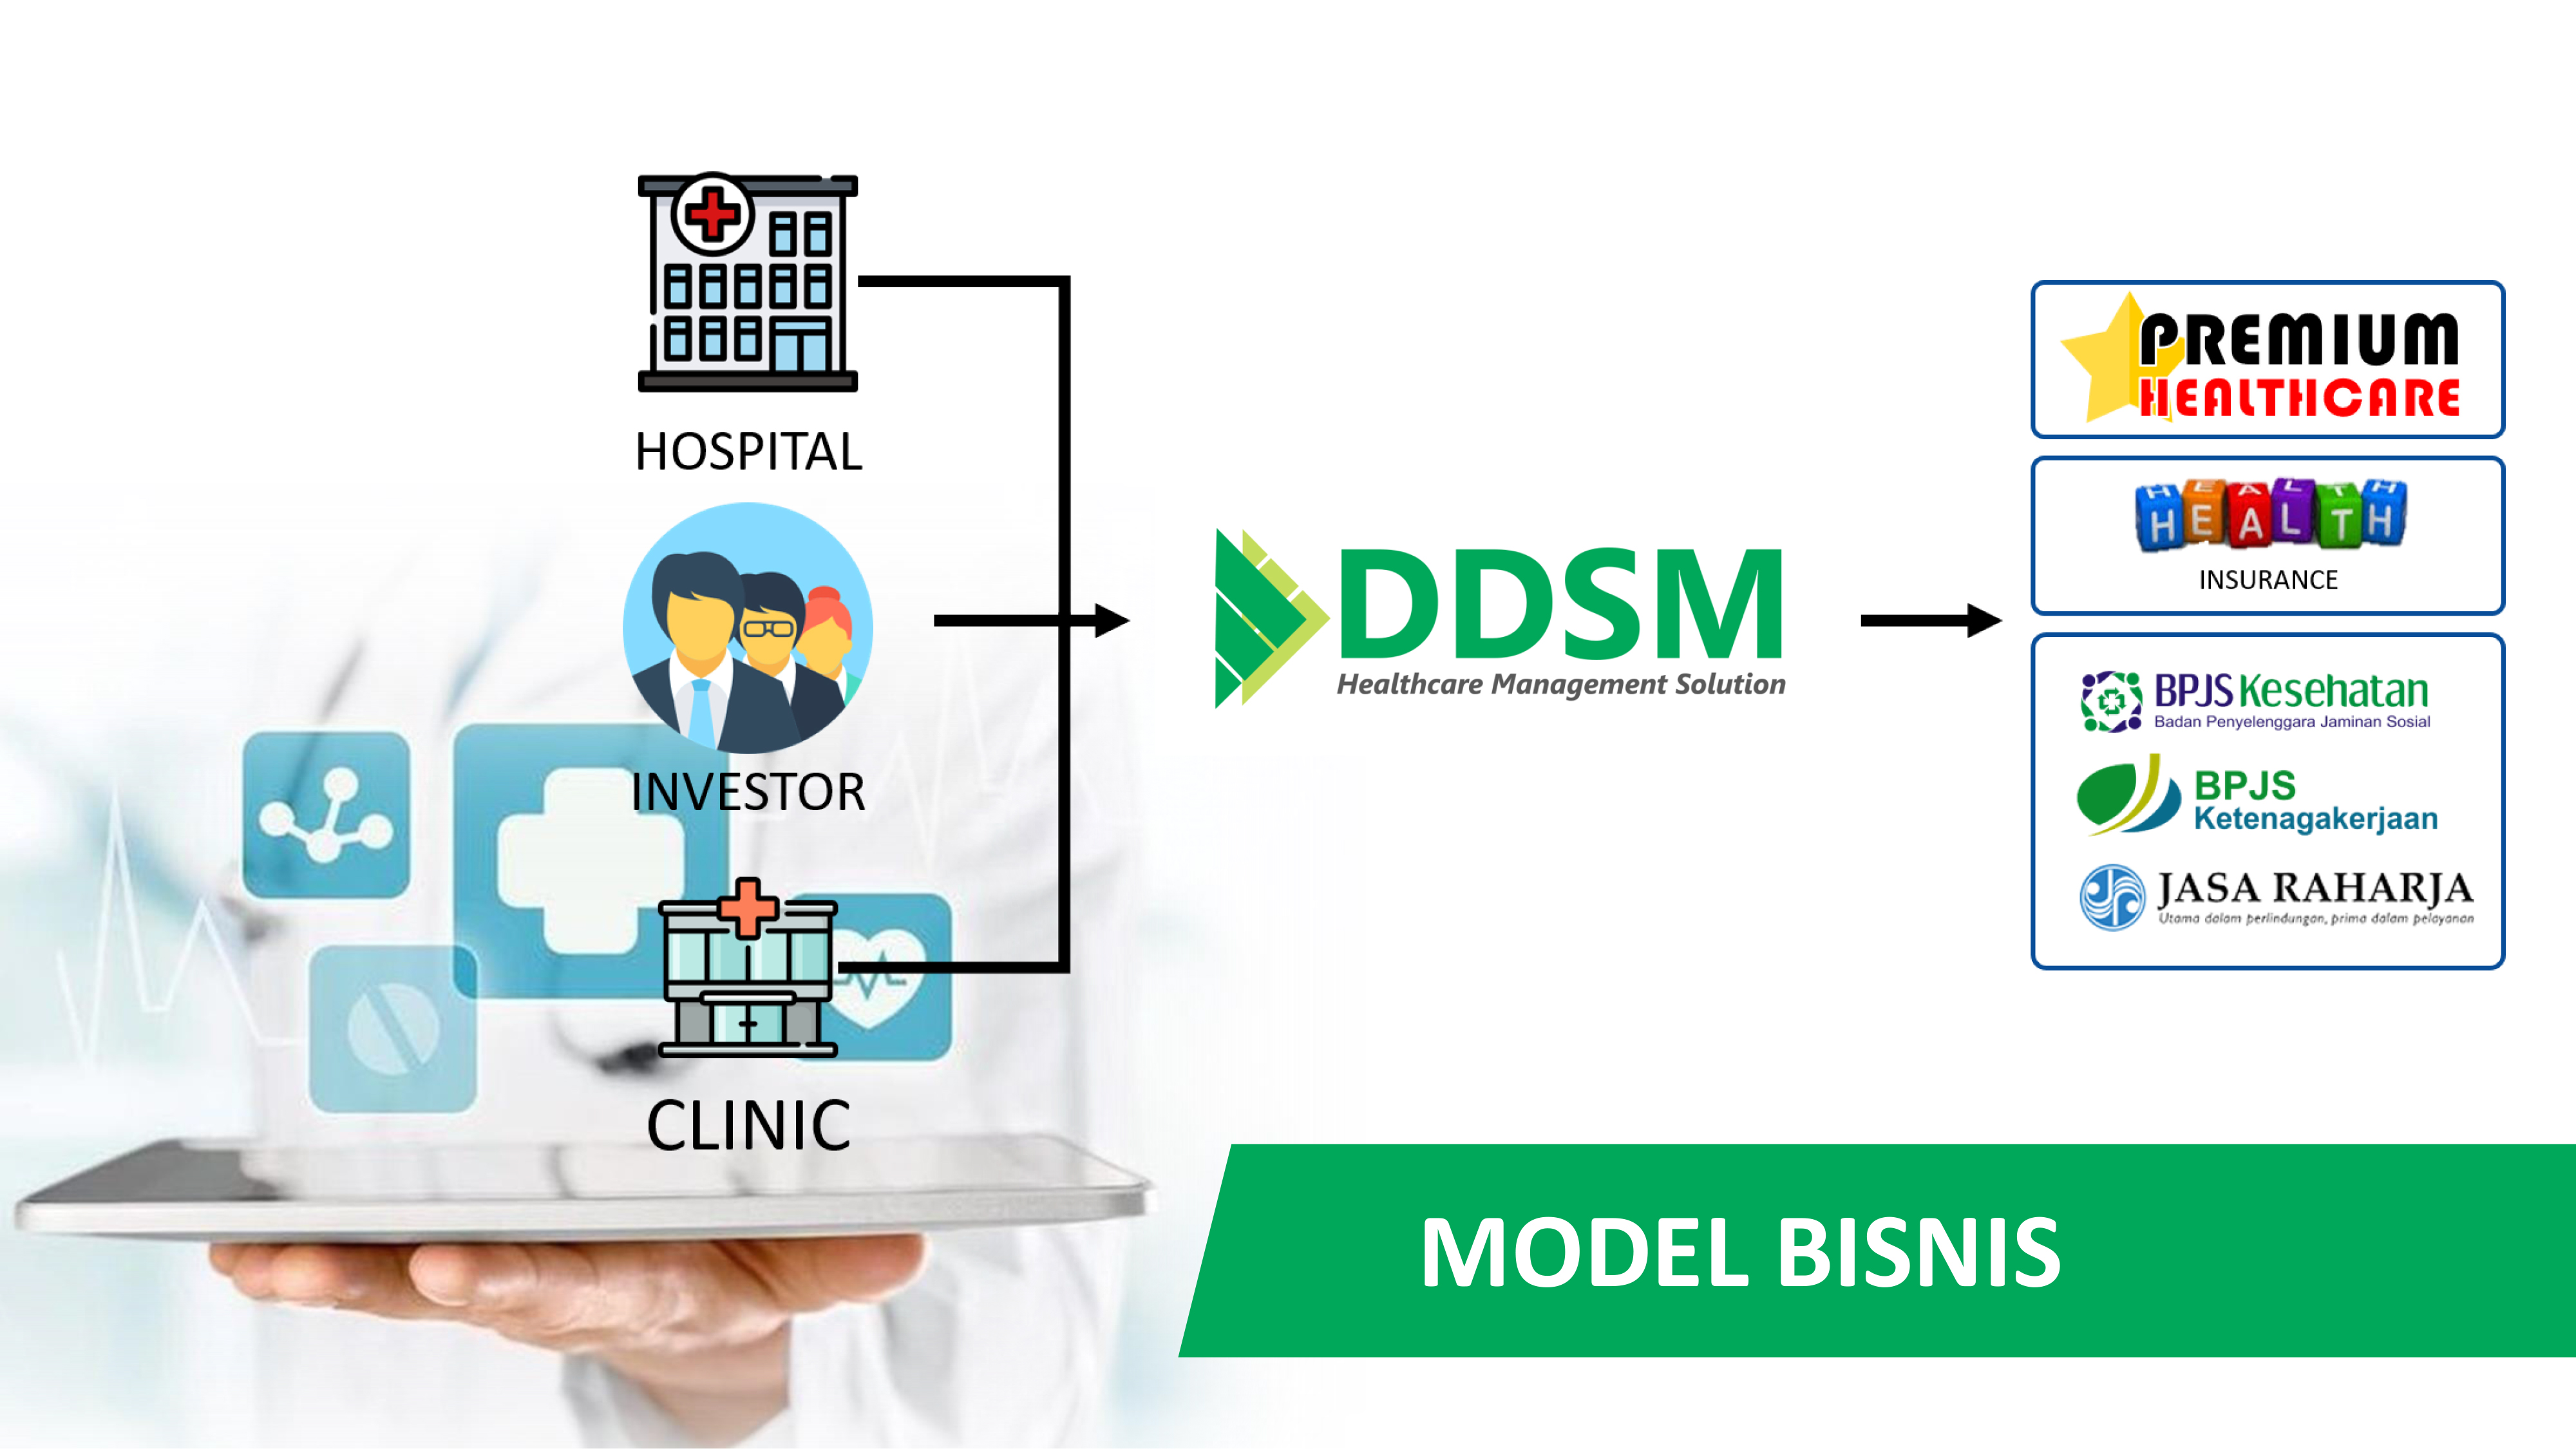 HOSPITAL
INVESTOR
CLINIC
DDSM
Healthcare Management Solution
PREMIUM
HEALTHCARE
HEALTH
HEALTH
INSURANCE
BPJS Kesehatan
Badan Penyelenggara Jaminan Sosial
BPJS
Ketenagakerjaan
JASA RAHARJA
Utama dalam perlindungan, prima dalam pelayanan
MODEL BISNIS